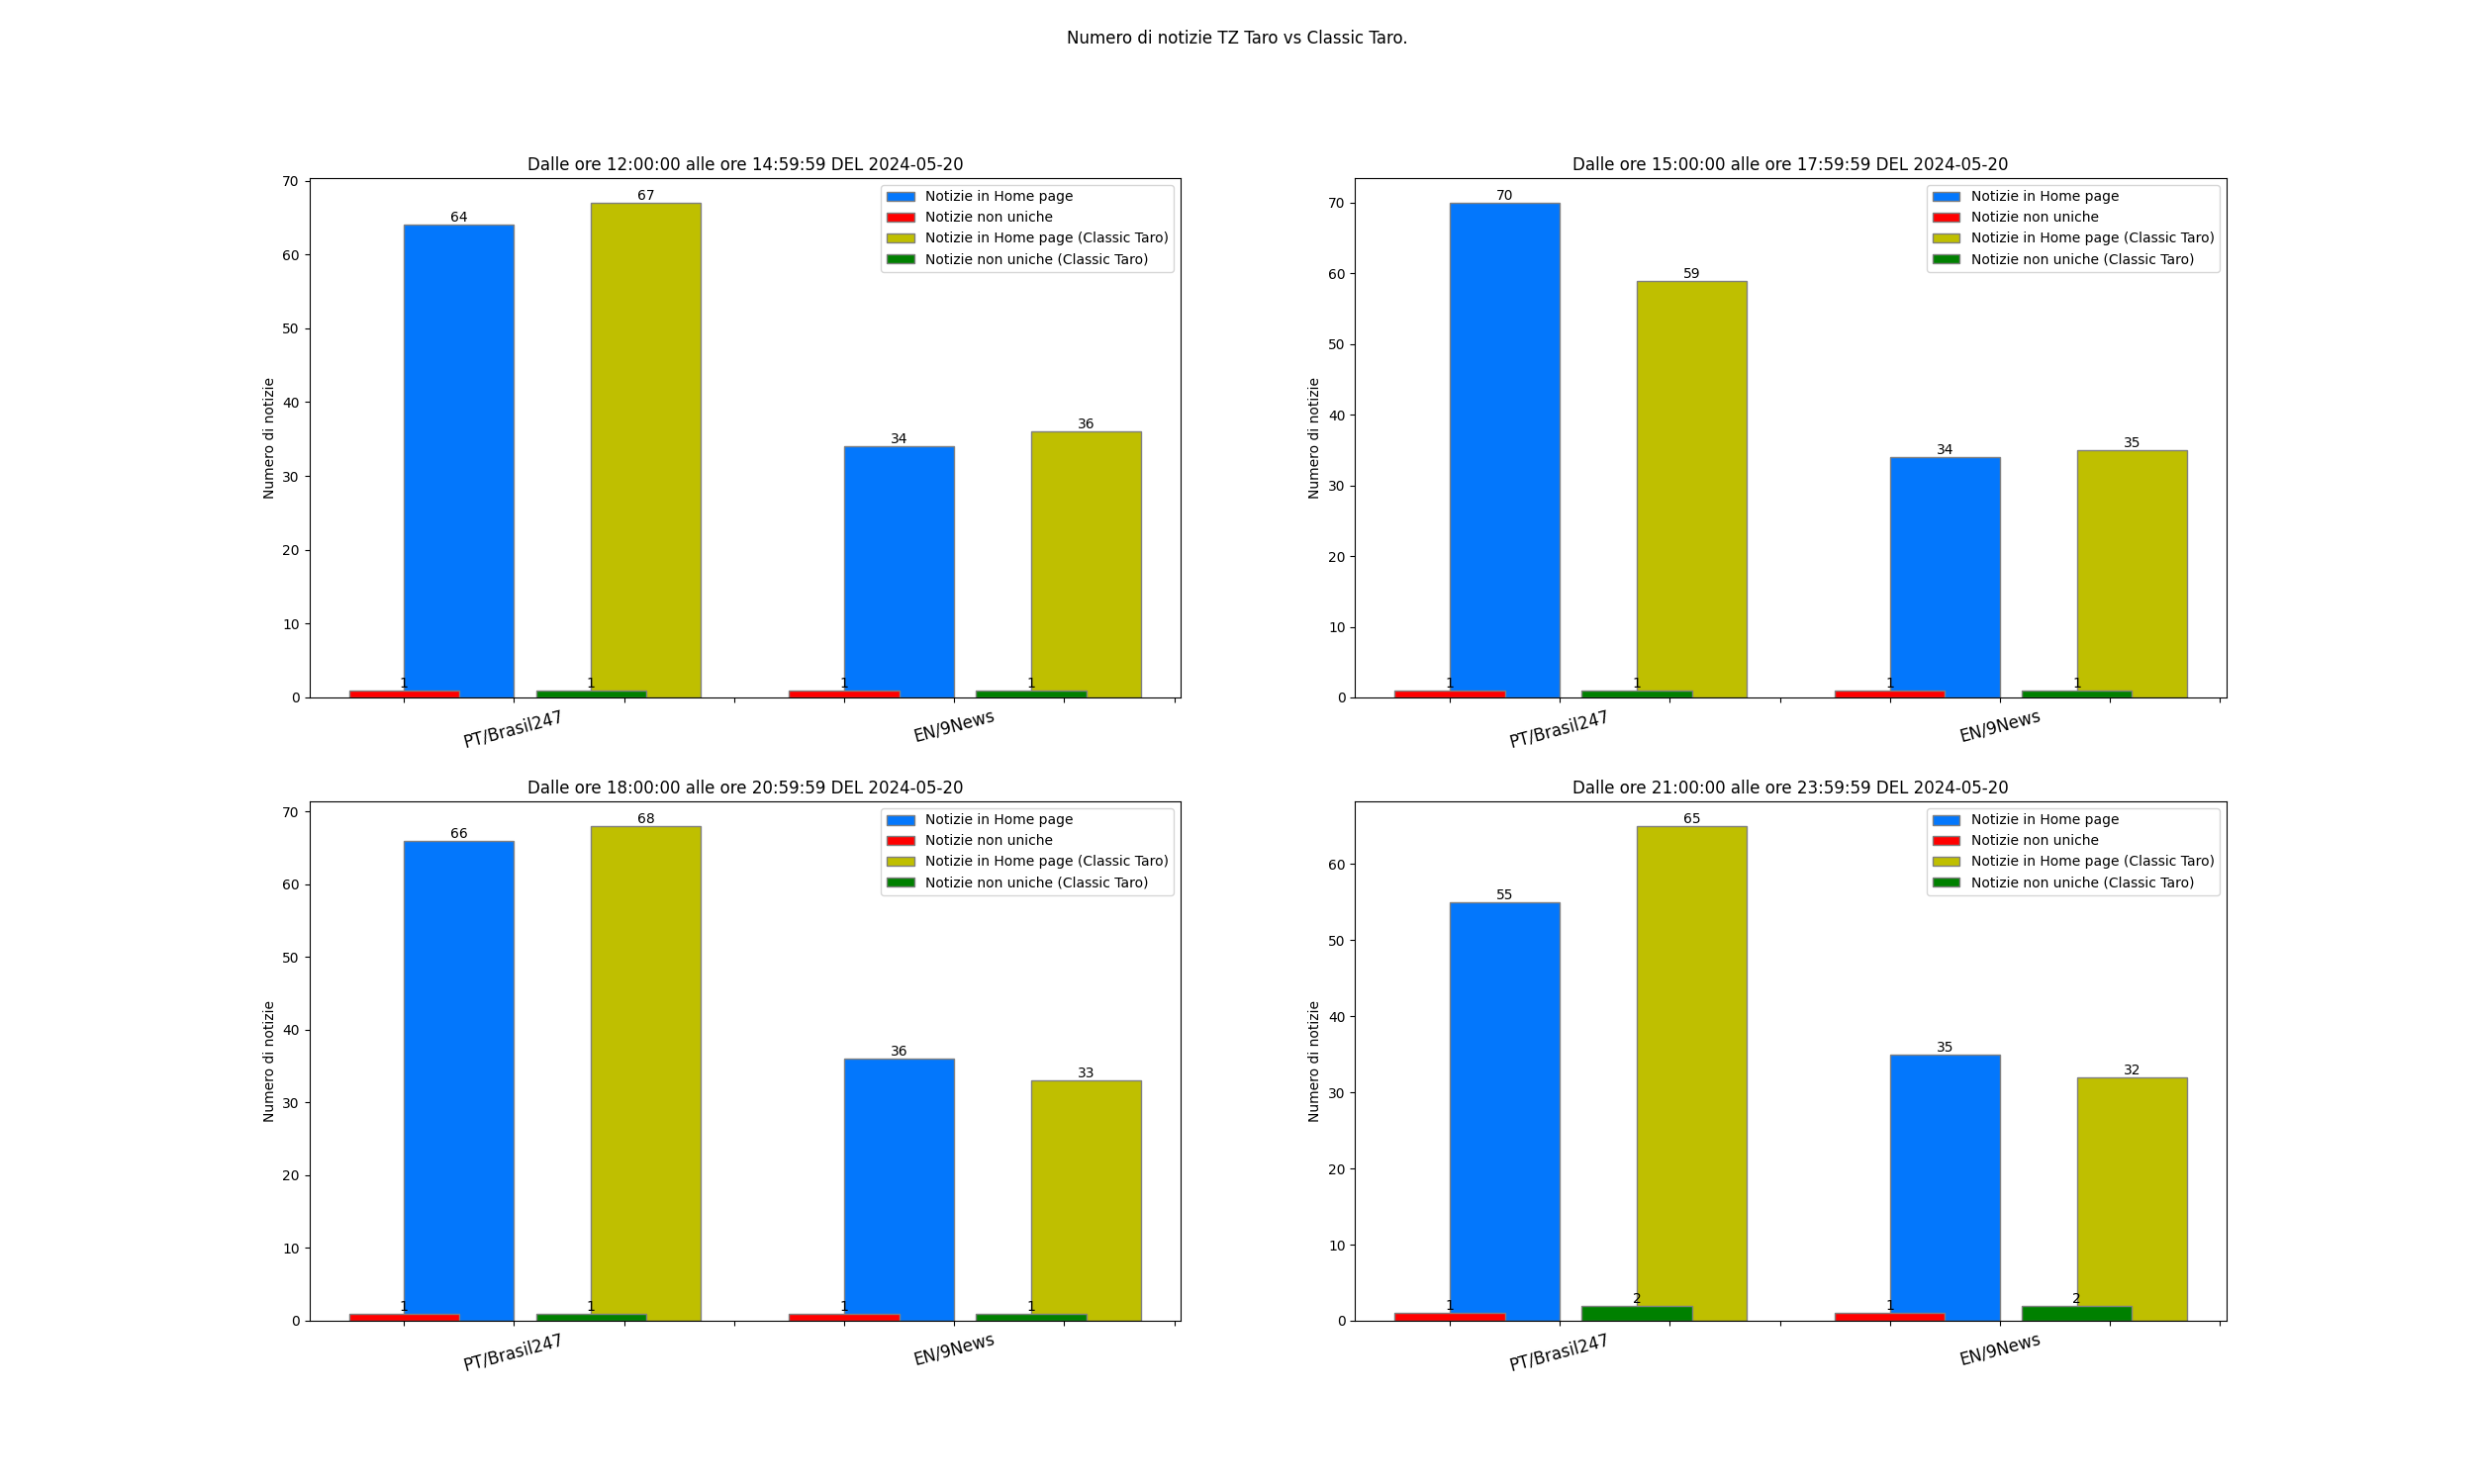 Numero di notizie TZ Taro vs Classic Taro.
Dalle ore 12:00:00 alle ore 14:59:59 DEL 2024-05-20
Numero di notizie
70
60
50
40
30
20
10
0
64
67
34
36
1
1
1
1
Notizie in Home page
Notizie non uniche
Notizie in Home page (Classic Taro)
Notizie non uniche (Classic Taro)
PT/Brasil247
EN/9News
Dalle ore 15:00:00 alle ore 17:59:59 DEL 2024-05-20
Numero di notizie
70
60
50
40
30
20
10
0
70
59
34
35
1
1
1
1
Notizie in Home page
Notizie non uniche
Notizie in Home page (Classic Taro)
Notizie non uniche (Classic Taro)
PT/Brasil247
EN/9News
Dalle ore 18:00:00 alle ore 20:59:59 DEL 2024-05-20
Numero di notizie
70
60
50
40
30
20
10
0
66
68
36
33
1
1
1
1
Notizie in Home page
Notizie non uniche
Notizie in Home page (Classic Taro)
Notizie non uniche (Classic Taro)
PT/Brasil247
EN/9News
Dalle ore 21:00:00 alle ore 23:59:59 DEL 2024-05-20
Numero di notizie
60
50
40
30
20
10
0
55
65
35
32
1
2
1
2
Notizie in Home page
Notizie non uniche
Notizie in Home page (Classic Taro)
Notizie non uniche (Classic Taro)
PT/Brasil247
EN/9News